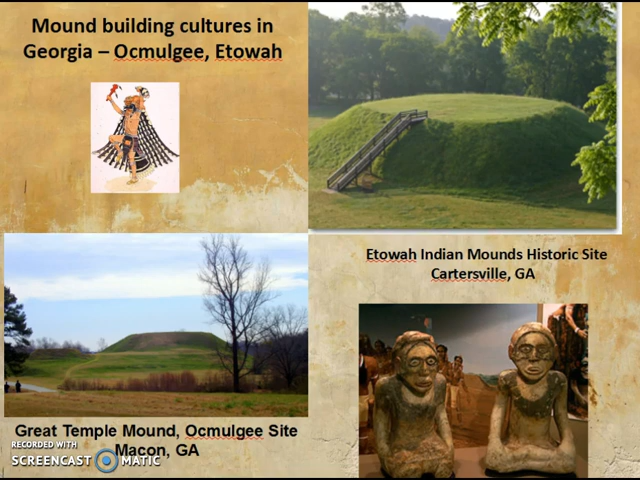 Mound building cultures in
Georgia – Ocmulgee, Etowah
Etowah Indian Mounds Historic Site
Cartersville, GA
Great Temple Mound, Ocmulgee Site
Macon, GA
RECORDED WITH
SCREENCAST MATIC